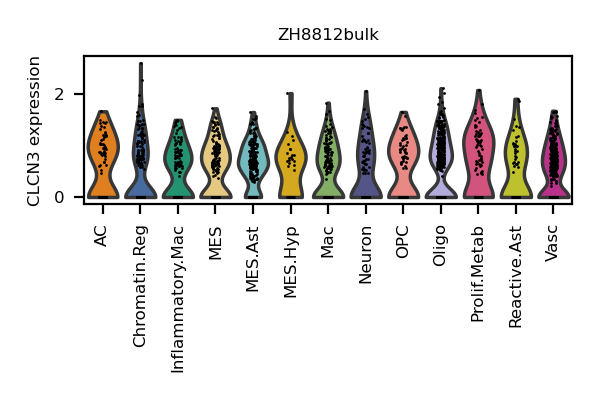 ZH8812bulk
CLCN3 expression
2
0
AC
Chromatin.Reg
Inflammatory.Mac
MES
MES.Ast
MES.Hyp
Mac
Neuron
OPC
Oligo
Prolif.Metab
Reactive.Ast
Vasc